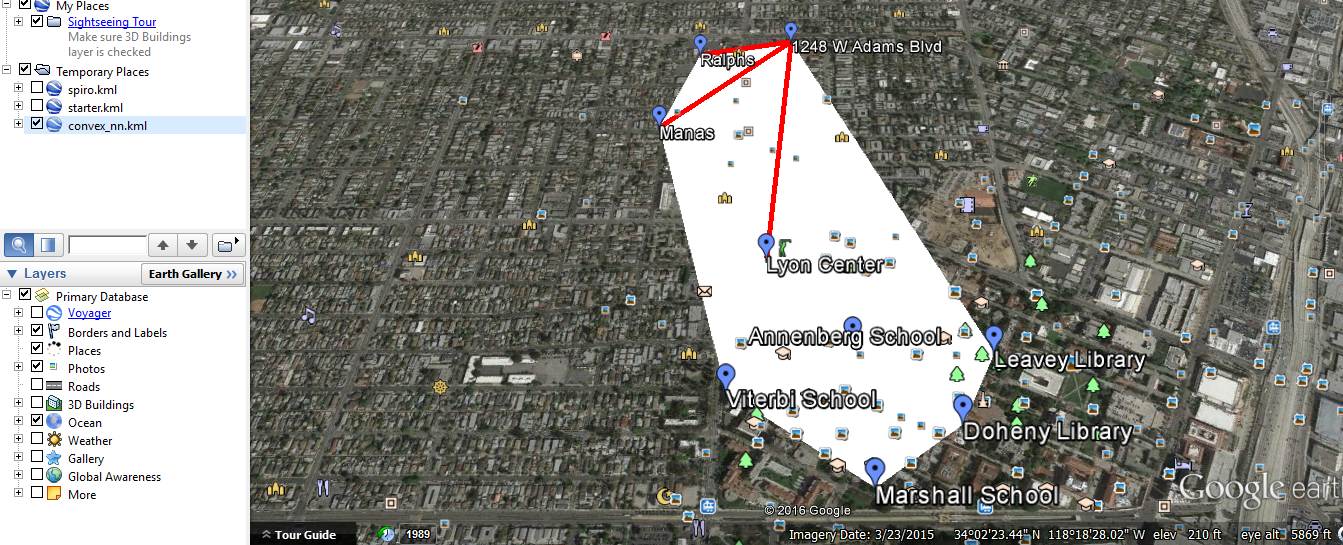 My Places
Sightseeing Tour
Make sure 3D Buildings
layer is checked
Temporary Places
spiro.kml
starter.kml
convex_nn.kml
Layers
Earth Gallery »
Primary Database
Voyager
Borders and Labels
Places
Photos
Roads
3D Buildings
Ocean
Weather
Gallery
Global Awareness
More
1248 W Adams Blvd
Ralphs
Manas
Lyon Center
Annenberg School
Leavey Library
Viterbi School
Doheny Library
Marshall School
Google earth
© 2016 Google
Tour Guide
1989
Imagery Date: 3/23/2015 34°02'23.44" N 118°18'28.02" W elev 210 ft eye alt 5869 ft